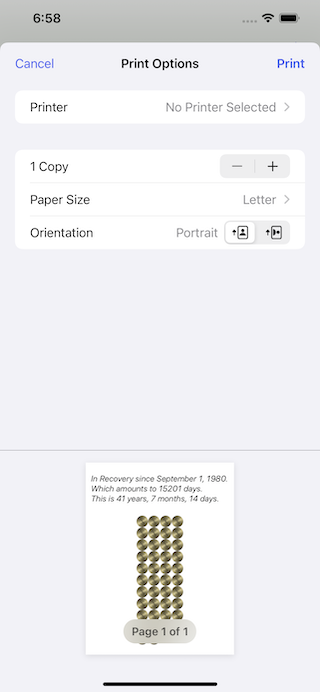 6:58
Cancel
Print Options
Print
Printer
No Printer Selected
1 Copy
Paper Size
Letter
Orientation
Portrait
In Recovery since September 1, 1980.
Which amounts to 15201 days.
This is 41 years, 7 months, 14 days.
Page 1 of 1